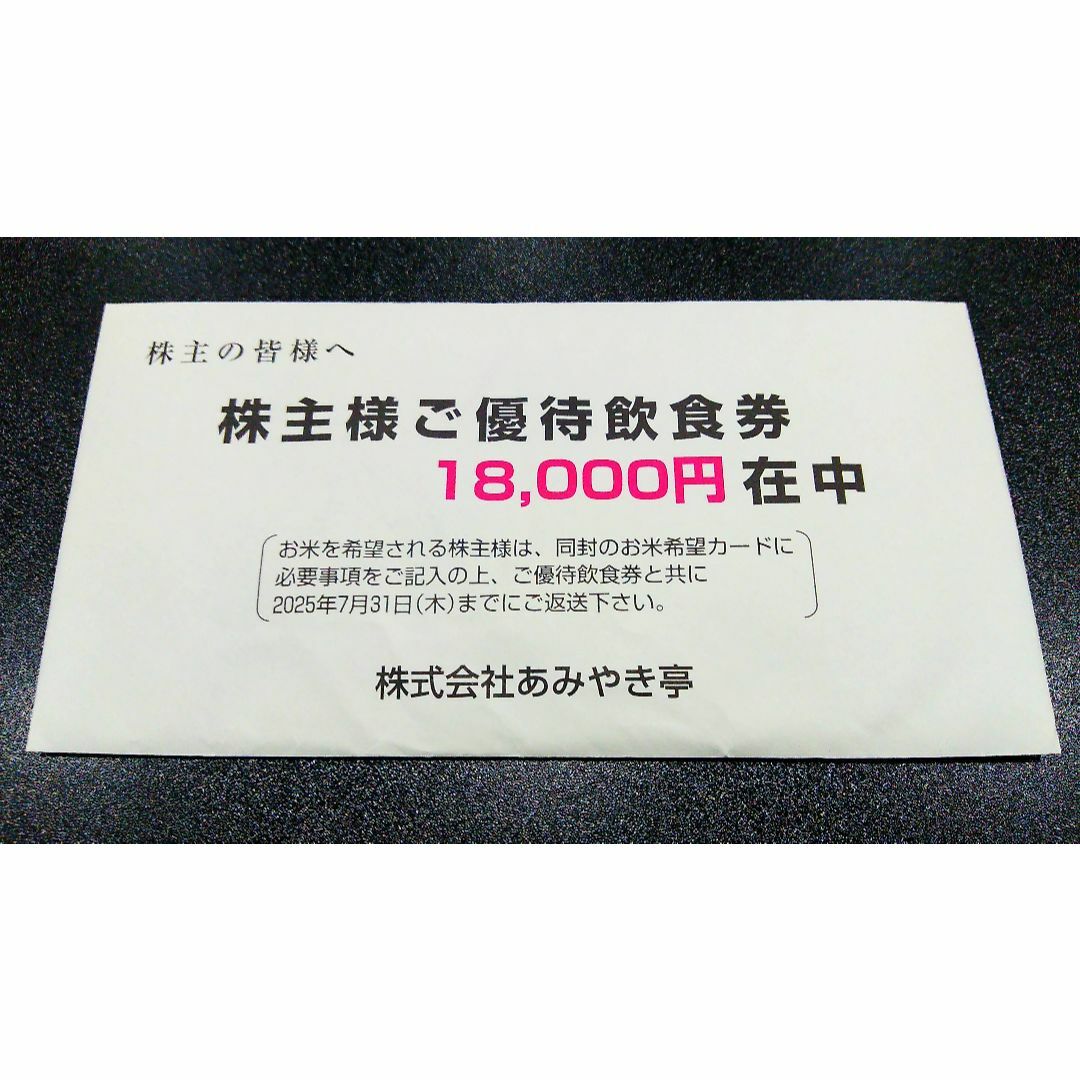 株主の皆様へ
株主様ご優待飲食券
18,000円 在中
お米を希望される株主様は、同封のお米希望カードに
必要事項をご記入の上、ご優待飲食券と共に
2025年7月31日(木)までにご返送下さい。
株式会社あみやき亭